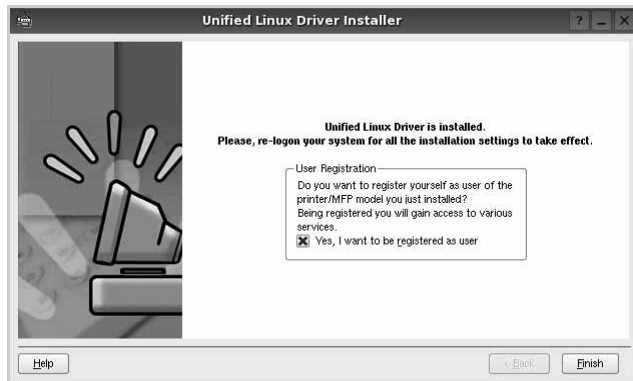 Unified Linux Driver Installer
Unified Linux Driver is installed.
Please, re-logon your system for all the installation settings to take effect.
User Registration
Do you want to register yourself as user of the
printer/MFP model you just installed?
Being registered you will gain access to various
services.
Yes, I want to be registered as user
Help
< Back
Finish